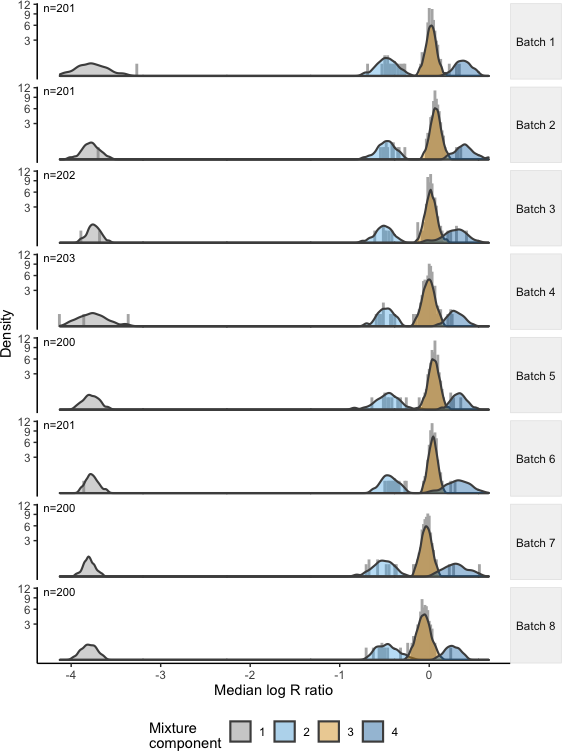 12
9
6
3
n=201
Batch 1
12
9
6
3
n=201
Batch 2
12
9
6
3
n=202
Batch 3
12
9
6
3
n=203
Batch 4
12
9
6
3
n=200
Batch 5
12
9
6
3
n=201
Batch 6
12
9
6
3
n=200
Batch 7
12
9
6
3
n=200
Batch 8
Density
-4 -3 -2 -1 0
Median log R ratio
Mixture
component
1 2 3 4